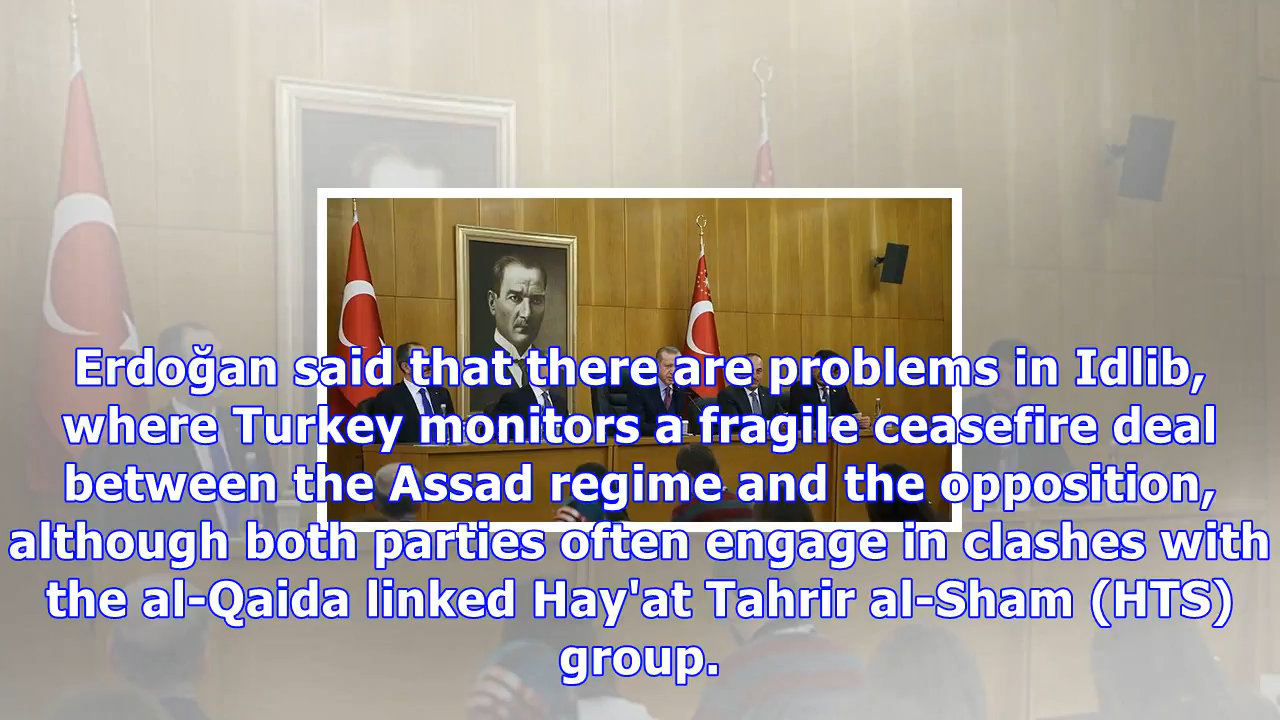 Erdoğan said that there are problems in Idlib,
where Turkey monitors a fragile ceasefire deal
between the Assad regime and the opposition,
although both parties often engage in clashes with
the al-Qaida linked Hay'at Tahrir al-Sham (HTS)
group.